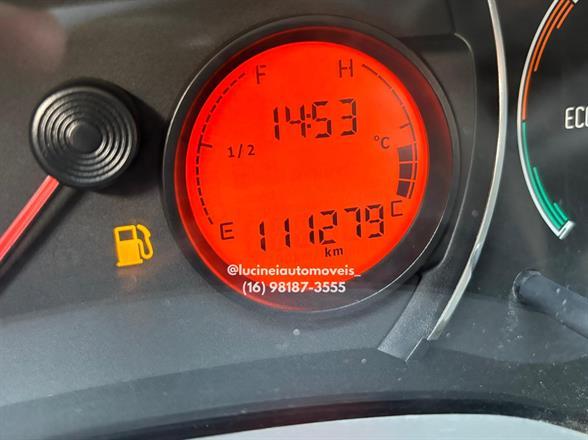 F H
14:53
1/2 °C
E 111279 C
km
ECO
@lucineiautomoveis_
(16) 98187-3555